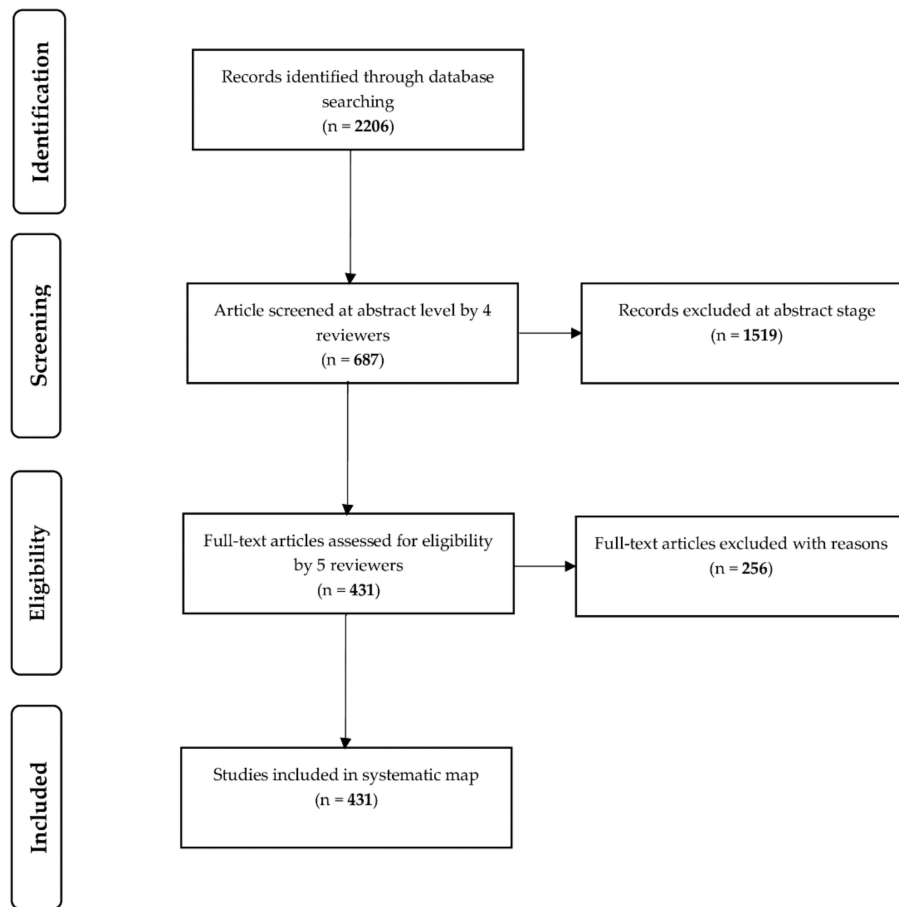 Identification
Records identified through database
searching
(n = 2206)
Screening
Article screened at abstract level by 4
reviewers
(n = 687)
Records excluded at abstract stage
(n = 1519)
Eligibility
Full-text articles assessed for eligibility
by 5 reviewers
(n = 431)
Full-text articles excluded with reasons
(n = 256)
Included
Studies included in systematic map
(n = 431)